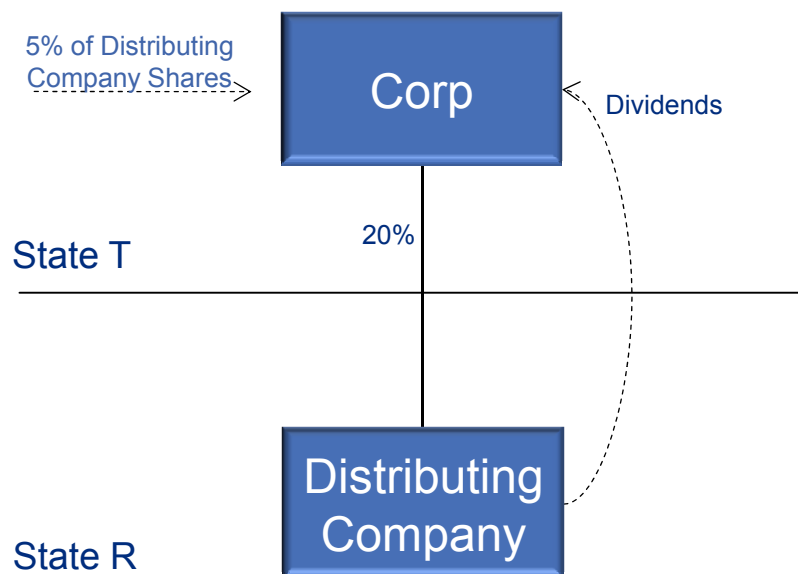 5% of Distributing
Company Shares
Corp
Dividends
20%
State T
Distributing
Company
State R